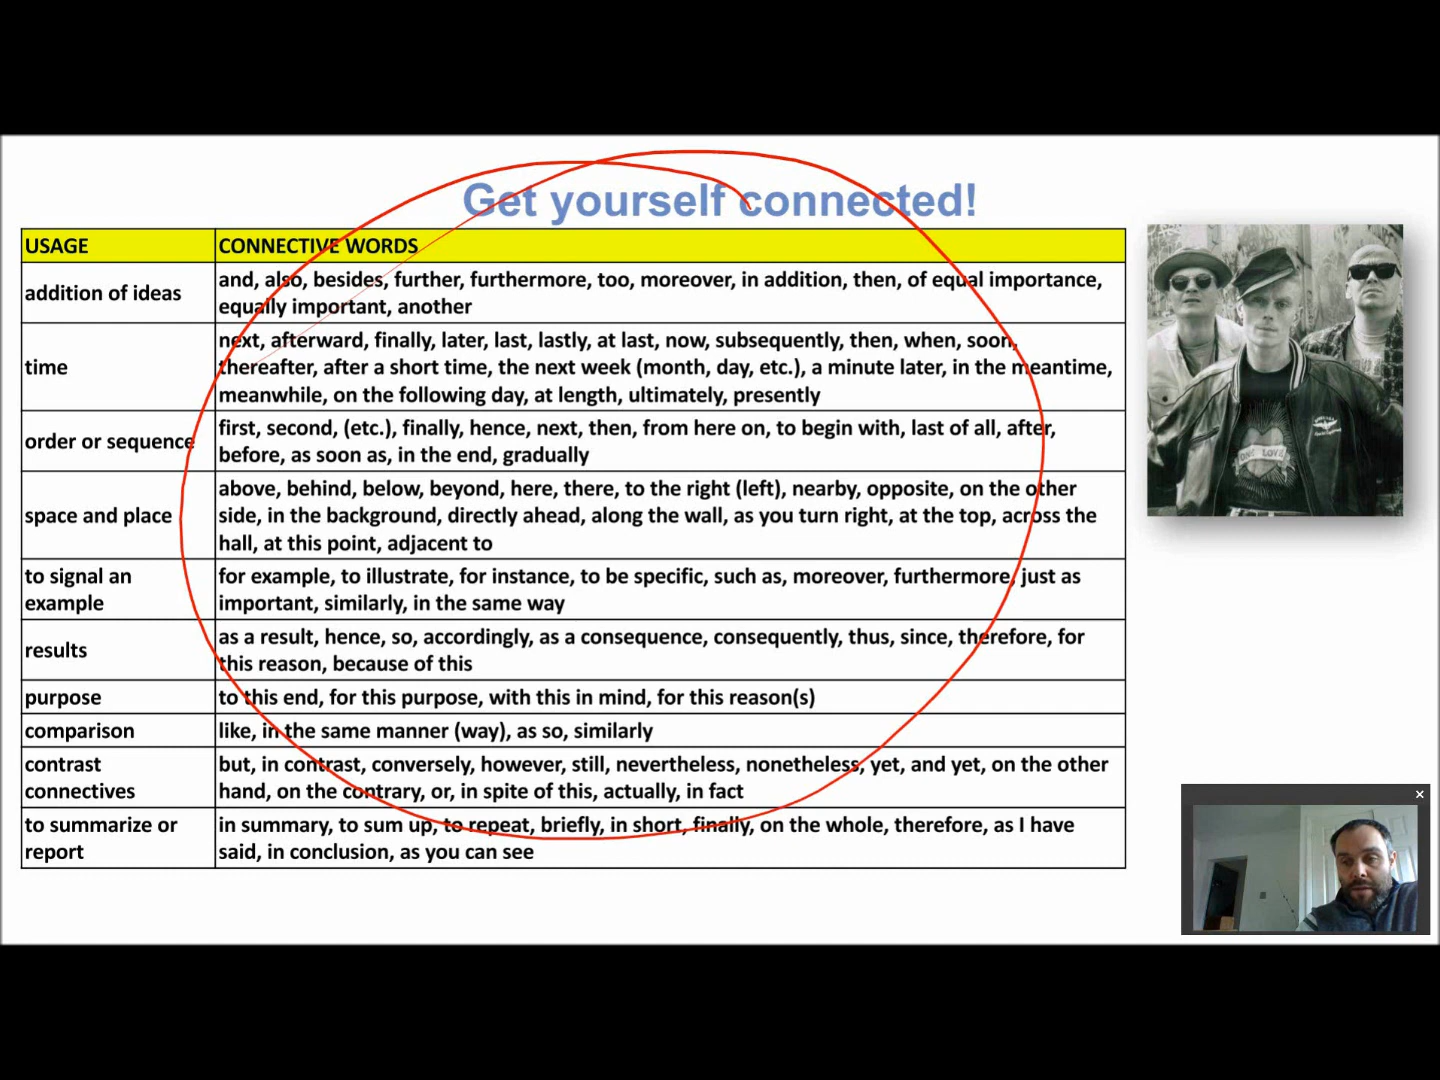 Get yourself connected!
USAGE
CONNECTIVE WORDS
addition of ideas
and, also, besides, further, furthermore, too, moreover, in addition, then, of equal importance,
equally important, another
time
next, afterward, finally, later, last, lastly, at last, now, subsequently, then, when, soon,
thereafter, after a short time, the next week (month, day, etc.), a minute later, in the meantime,
meanwhile, on the following day, at length, ultimately, presently
order or sequence
first, second, (etc.), finally, hence, next, then, from here on, to begin with, last of all, after,
before, as soon as, in the end, gradually
space and place
above, behind, below, beyond, here, there, to the right (left), nearby, opposite, on the other
side, in the background, directly ahead, along the wall, as you turn right, at the top, across the
hall, at this point, adjacent to
to signal an
example
for example, to illustrate, for instance, to be specific, such as, moreover, furthermore, just as
important, similarly, in the same way
results
as a result, hence, so, accordingly, as a consequence, consequently, thus, since, therefore, for
this reason, because of this
purpose
to this end, for this purpose, with this in mind, for this reason(s)
comparison
like, in the same manner (way), as so, similarly
contrast
connectives
but, in contrast, conversely, however, still, nevertheless, nonetheless, yet, and yet, on the other
hand, on the contrary, or, in spite of this, actually, in fact
to summarize or
report
in summary, to sum up, to repeat, briefly, in short, finally, on the whole, therefore, as I have
said, in conclusion, as you can see
ONE LOVE